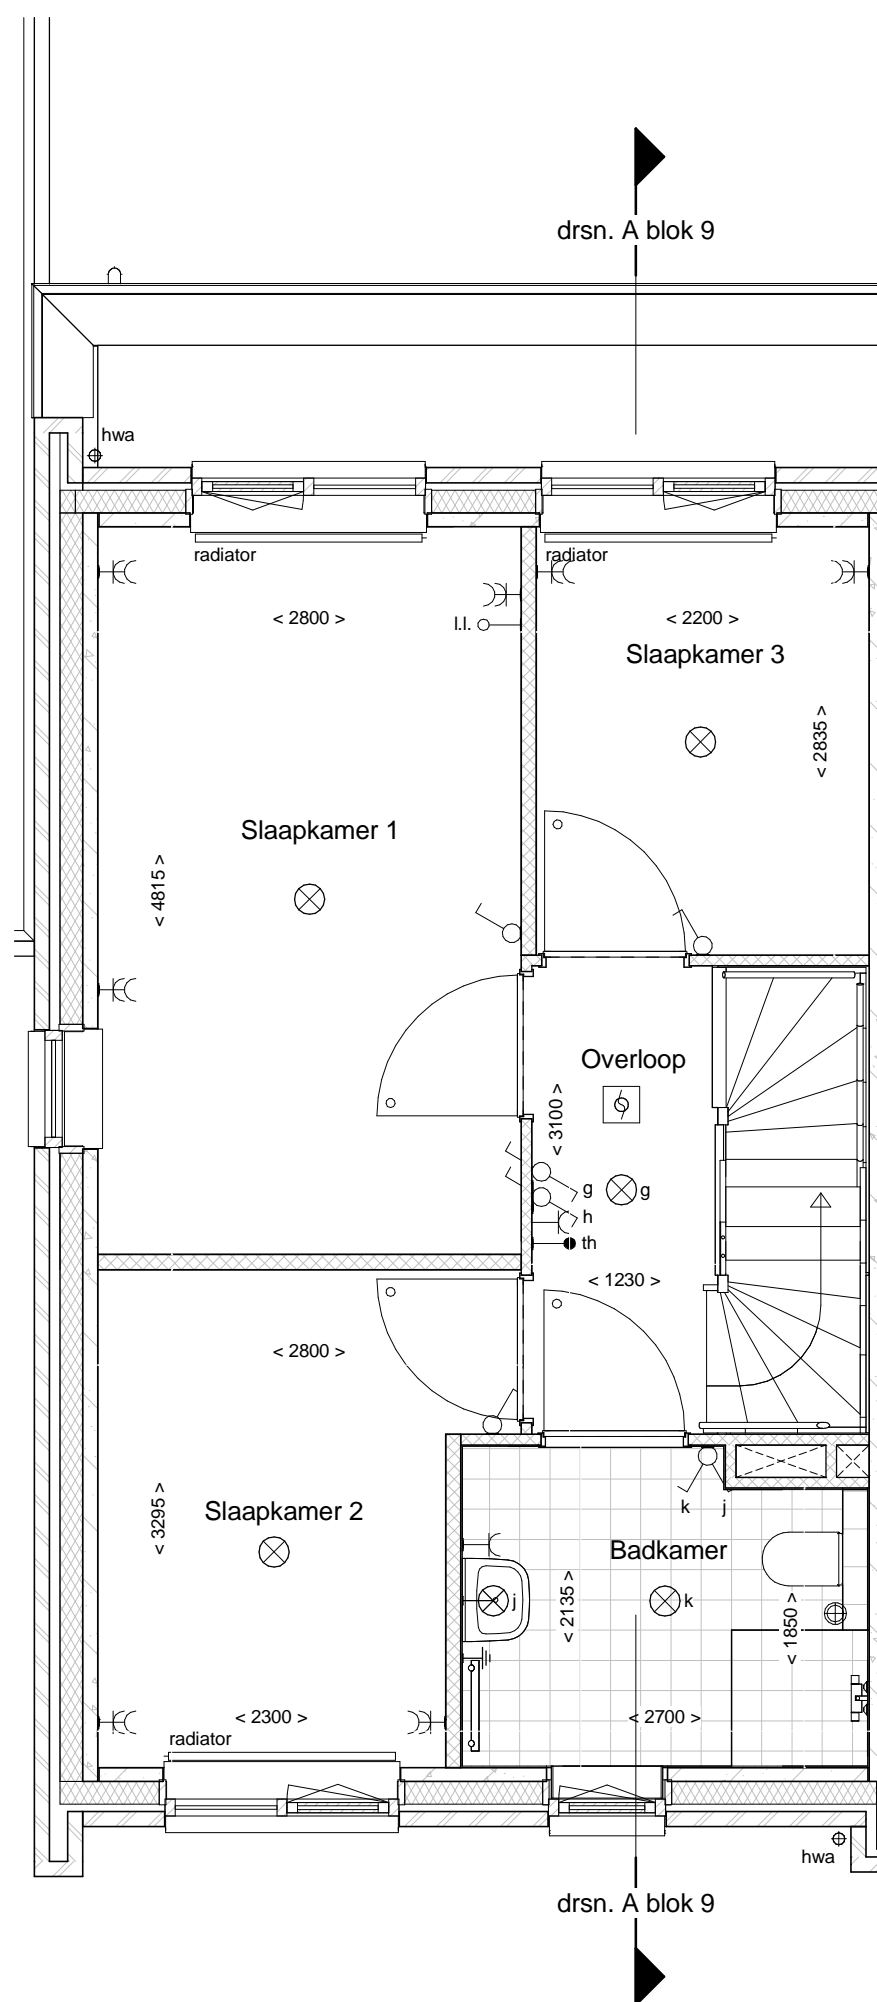 drsn. A blok 9
hwa
radiator
radiator
< 2800 >
l.l.
< 2200 >
Slaapkamer 3
< 2835 >
Slaapkamer 1
< 4815 >
Overloop
< 3100 >
g
g
h
th
< 1230 >
< 2800 >
Slaapkamer 2
< 3295 >
k
j
Badkamer
j
k
< 2135 >
< 1850 >
< 2300 >
< 2700 >
radiator
hwa
drsn. A blok 9